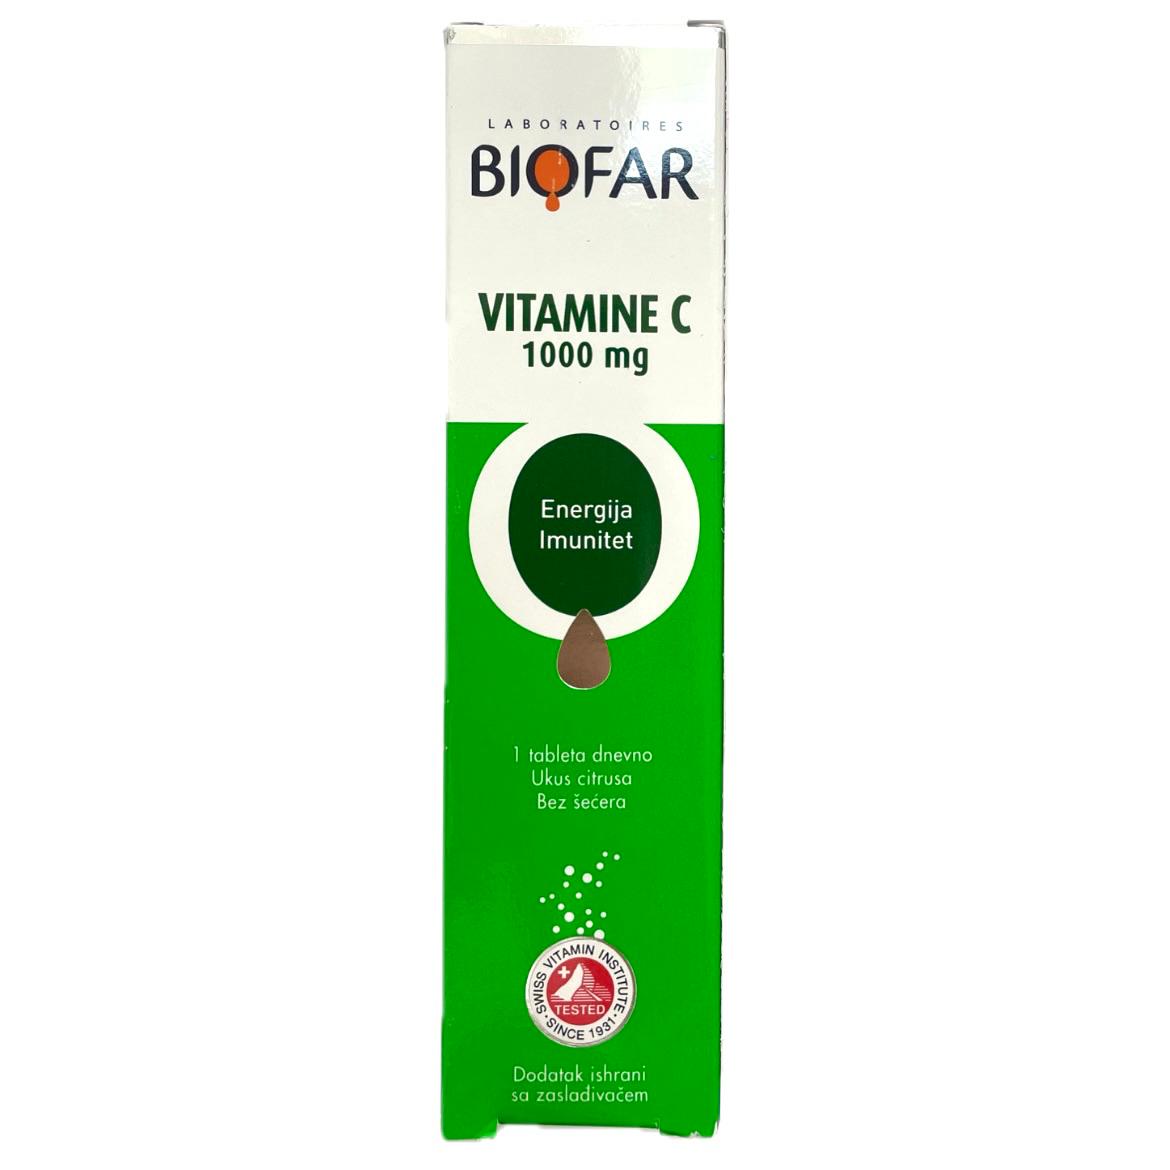 LABORATOIRES
BIOFAR
VITAMINE C
1000 mg
Energija
Imunitet
1 tableta dnevno
Ukus citrusa
Bez šećera
SWISS VITAMIN INSTITUTE
TESTED
SINCE 1931
Dodatak ishrani
sa zaslađivačem